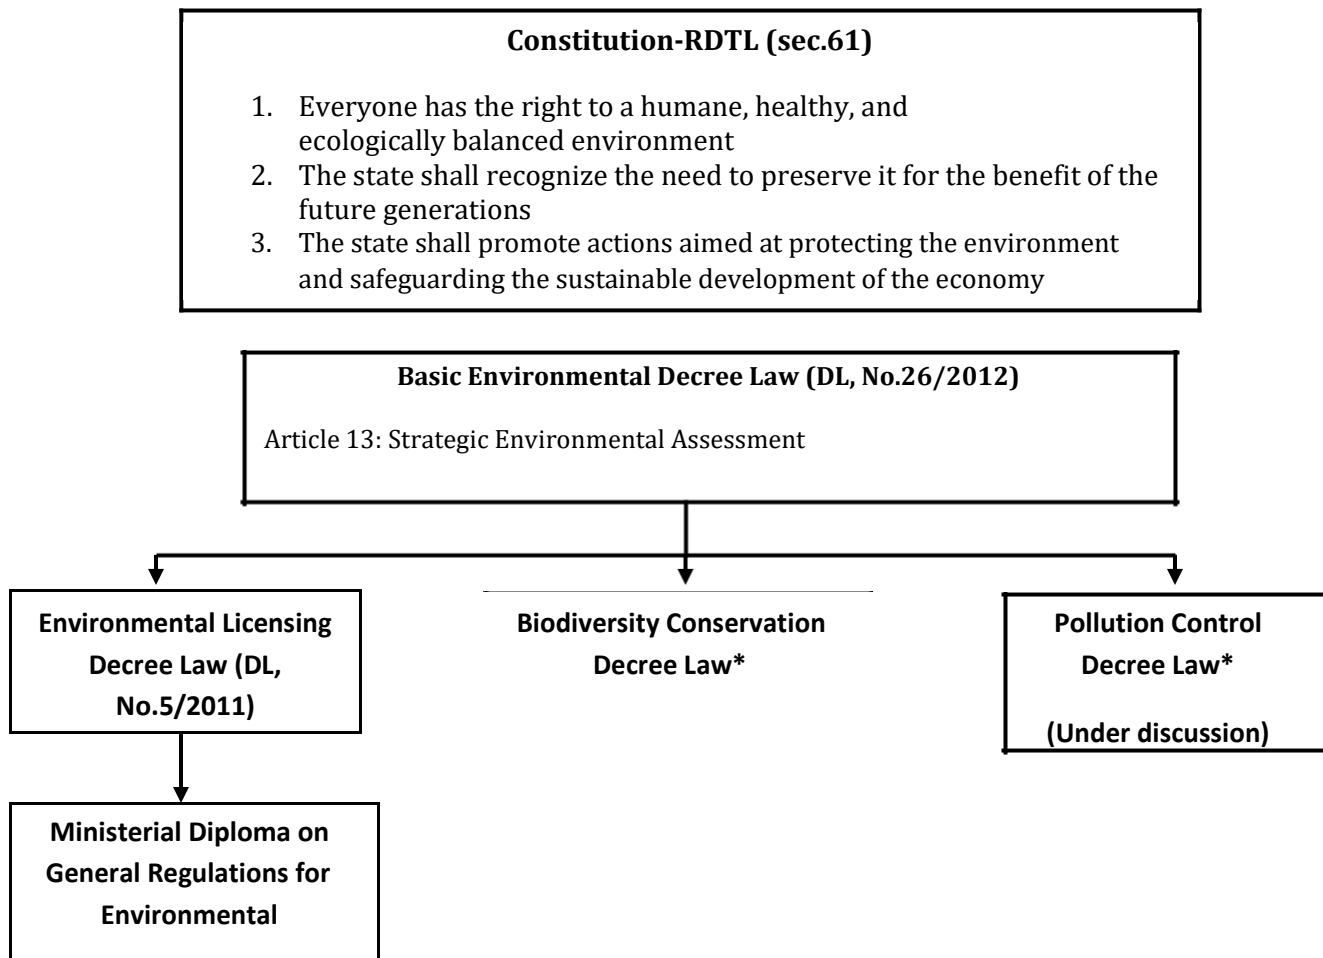 Constitution-RDTL (sec.61)
1. Everyone has the right to a humane, healthy, and
ecologically balanced environment
2. The state shall recognize the need to preserve it for the benefit of the
future generations
3. The state shall promote actions aimed at protecting the environment
and safeguarding the sustainable development of the economy
Basic Environmental Decree Law (DL, No.26/2012)
Article 13: Strategic Environmental Assessment
Environmental Licensing
Decree Law (DL,
No.5/2011)
Biodiversity Conservation
Decree Law*
Pollution Control
Decree Law*
(Under discussion)
Ministerial Diploma on
General Regulations for
Environmental